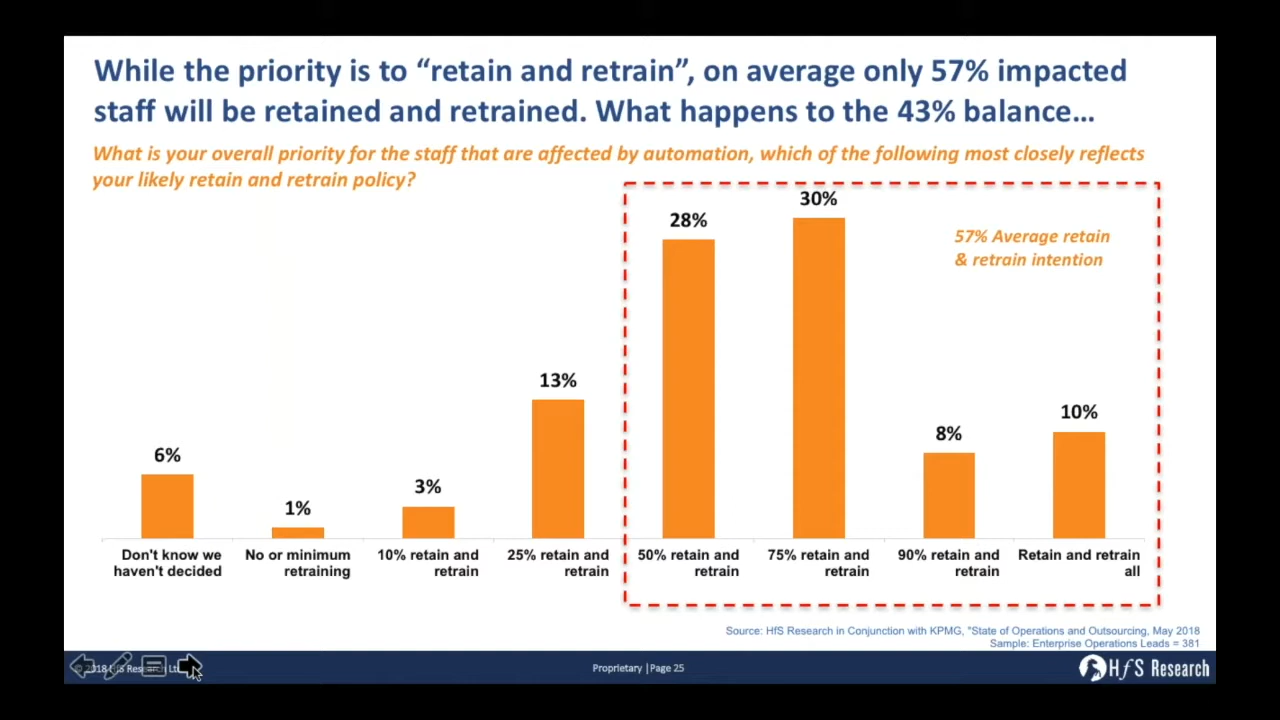 While the priority is to “retain and retrain”, on average only 57% impacted
staff will be retained and retrained. What happens to the 43% balance…
What is your overall priority for the staff that are affected by automation, which of the following most closely reflects
your likely retain and retrain policy?
57% Average retain
& retrain intention
6%
1%
3%
13%
28%
30%
8%
10%
Don't know we
haven't decided
No or minimum
retraining
10% retain and
retrain
25% retain and
retrain
50% retain and
retrain
75% retain and
retrain
90% retain and
retrain
Retain and retrain
all
Source: HfS Research in Conjunction with KPMG, "State of Operations and Outsourcing, May 2018
Sample: Enterprise Operations Leads = 381
2018 HfS Research Lt
Proprietary | Page 25
HfS Research